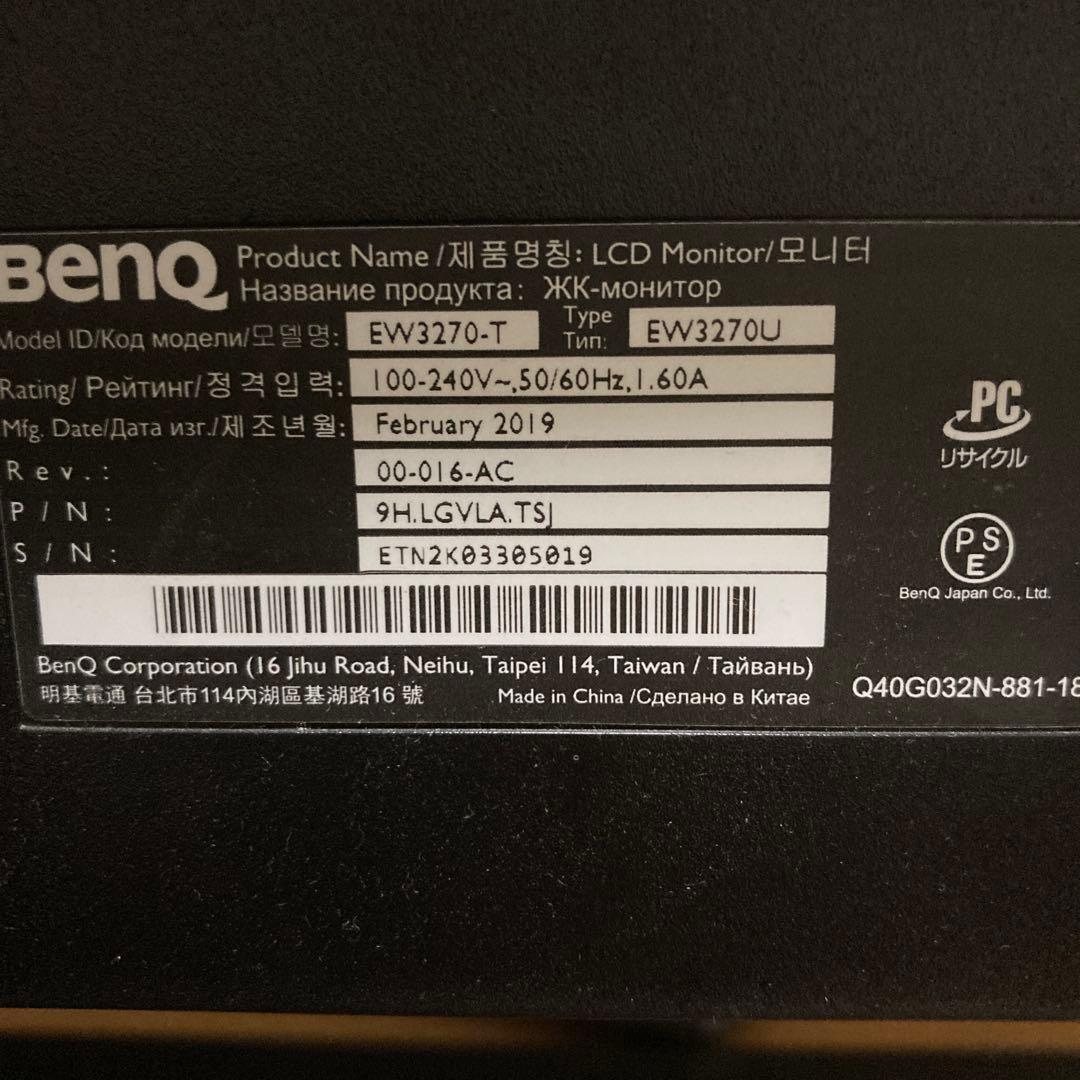 BenQ
Product Name /제품명칭: LCD Monitor/모니터
Название продукта: ЖК-монитор
Model ID/Код модели/모델명: EW3270-T Type Тип: EW3270U
Rating/ Рейтинг/정격입력: 100-240V~,50/60Hz,1.60A
Mfg. Date/Дата изг./제조년월: February 2019
Rev.: 00-016-AC
P/N: 9H.LGVLA.TSJ
S/N: ETN2K03305019
BenQ Corporation (16 Jihu Road, Neihu, Taipei 114, Taiwan / Тайвань)
明基電通 台北市114內湖區基湖路16 號 Made in China /Сделано в Китае
PC
リサイクル
PSE
BenQ Japan Co., Ltd.
Q40G032N-881-18